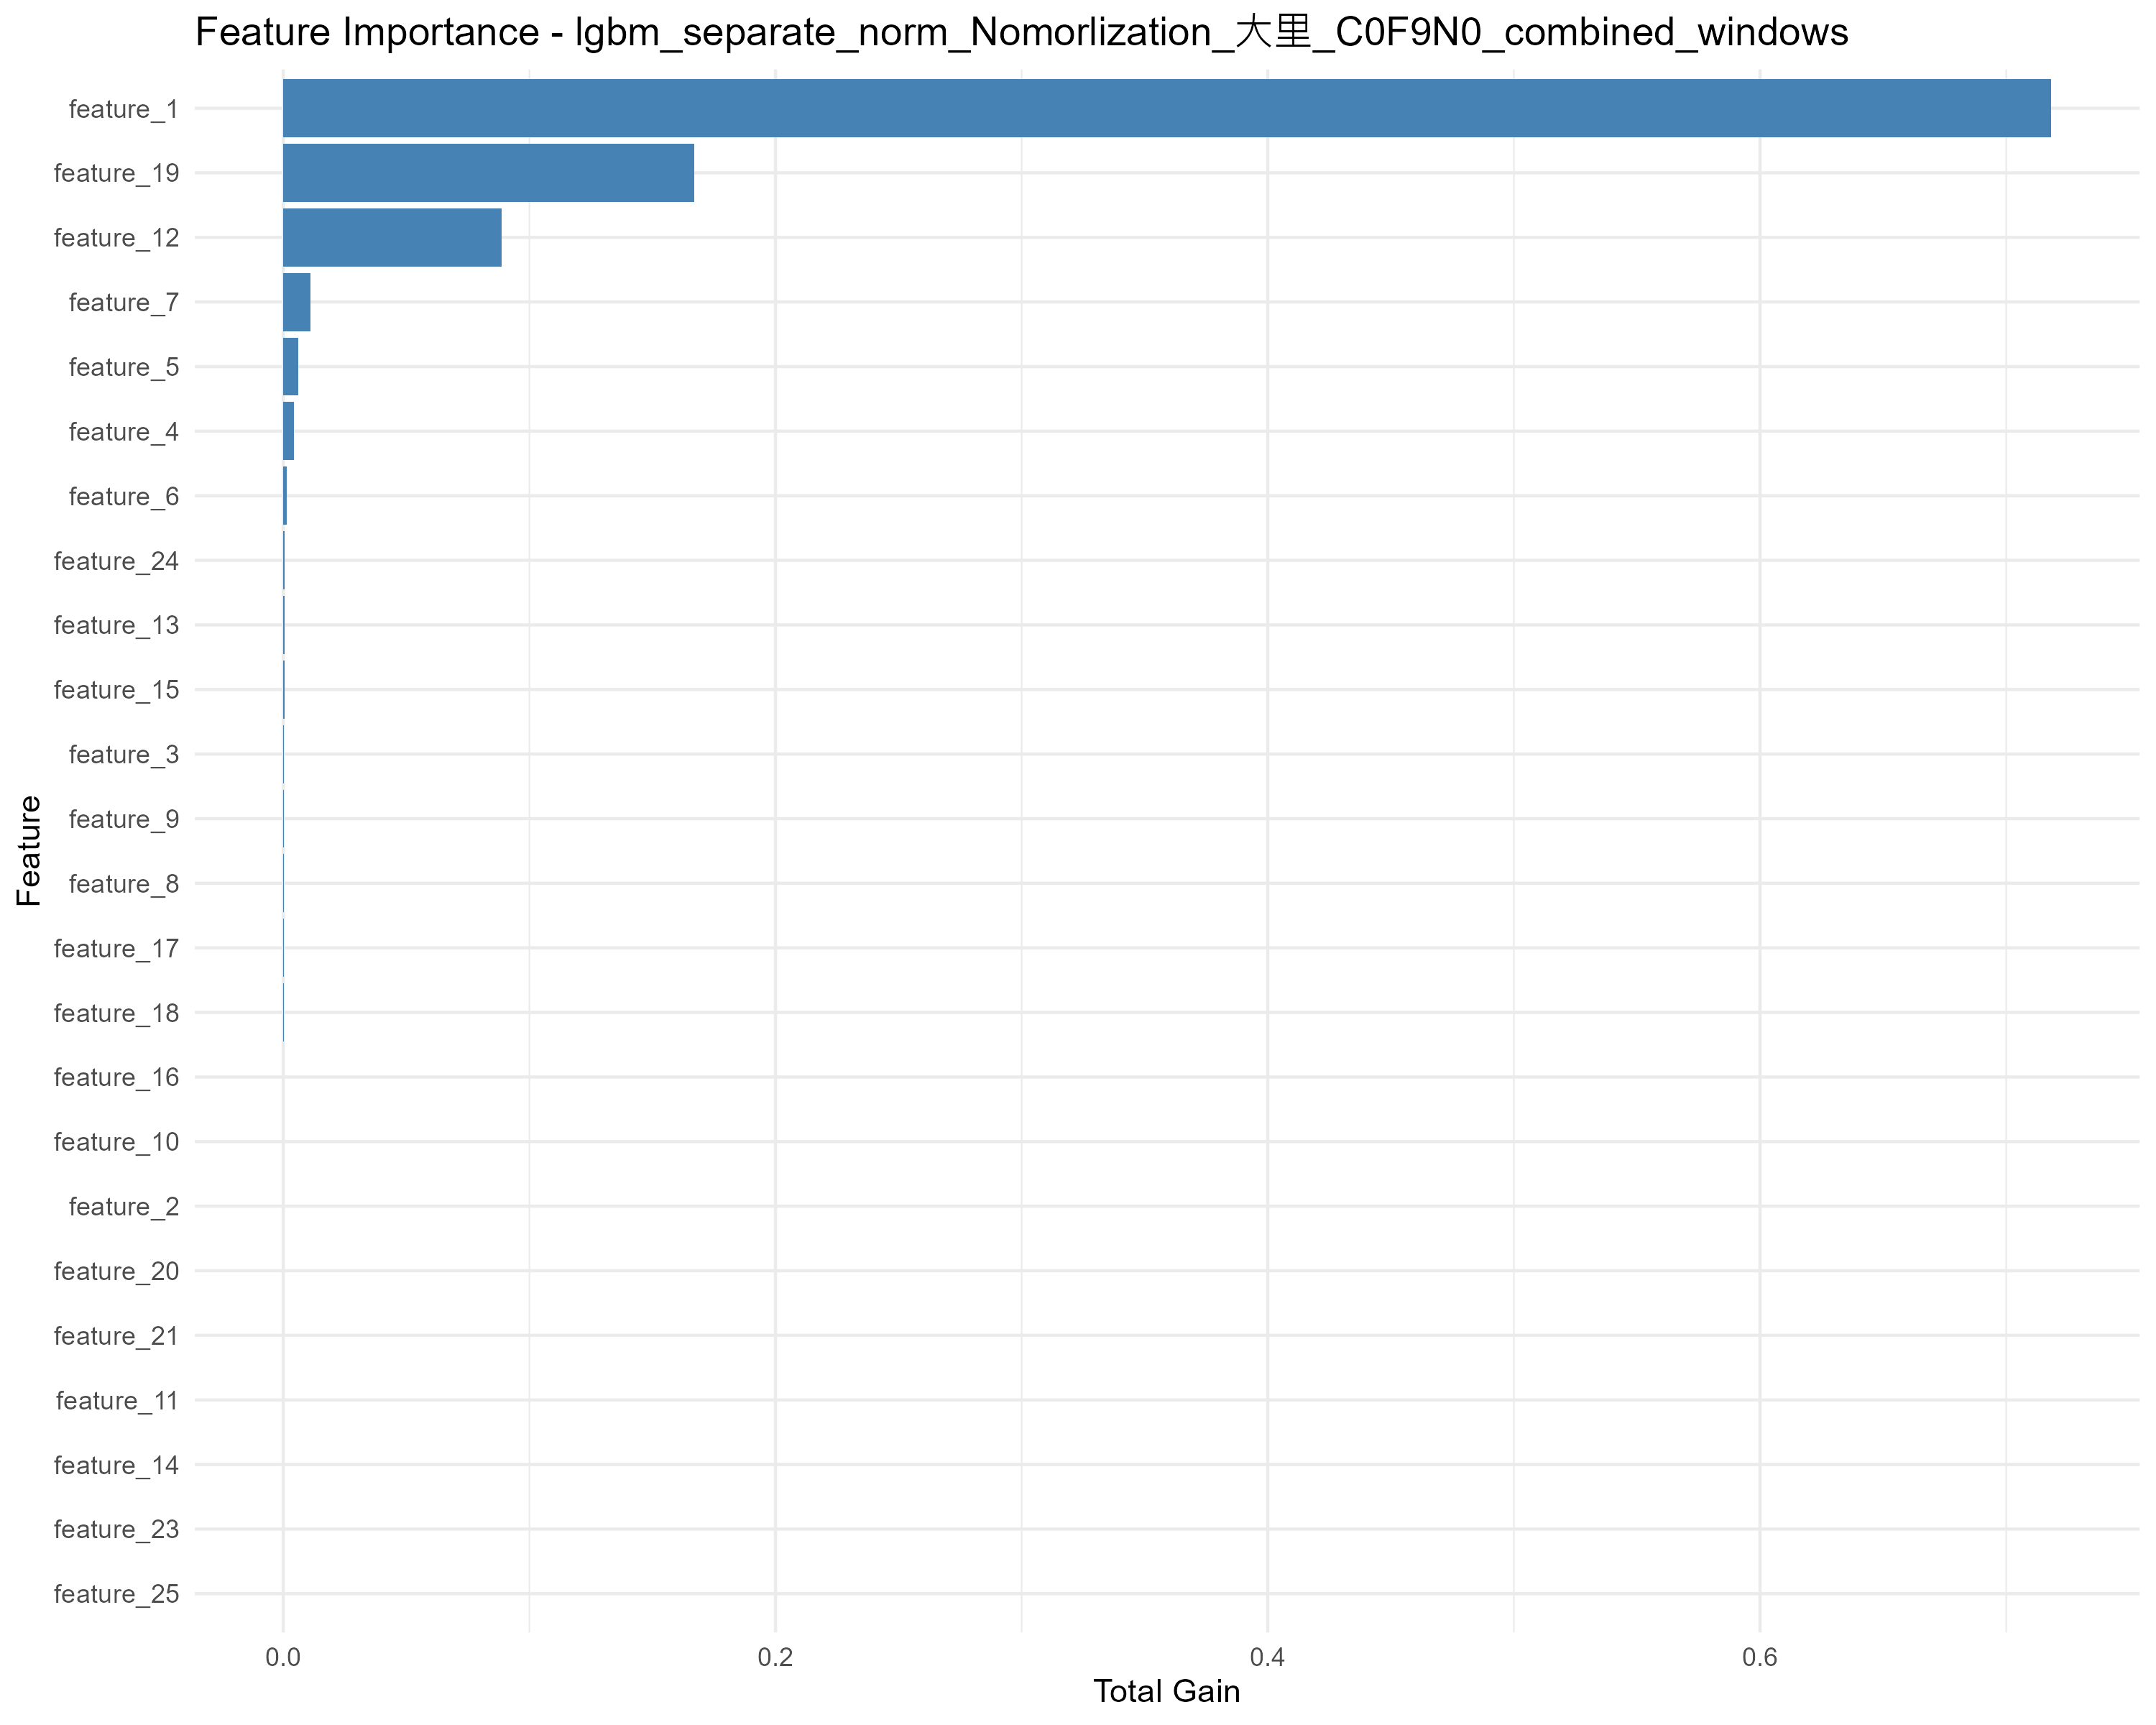 Feature Importance - lgbm_separate_norm_Nomorlization_大里_C0F9N0_combined_windows
feature_1
feature_19
feature_12
feature_7
feature_5
feature_4
feature_6
feature_24
feature_13
feature_15
feature_3
feature_9
feature_8
feature_17
feature_18
feature_16
feature_10
feature_2
feature_20
feature_21
feature_11
feature_14
feature_23
feature_25
Feature
0.0 0.2 0.4 0.6
Total Gain